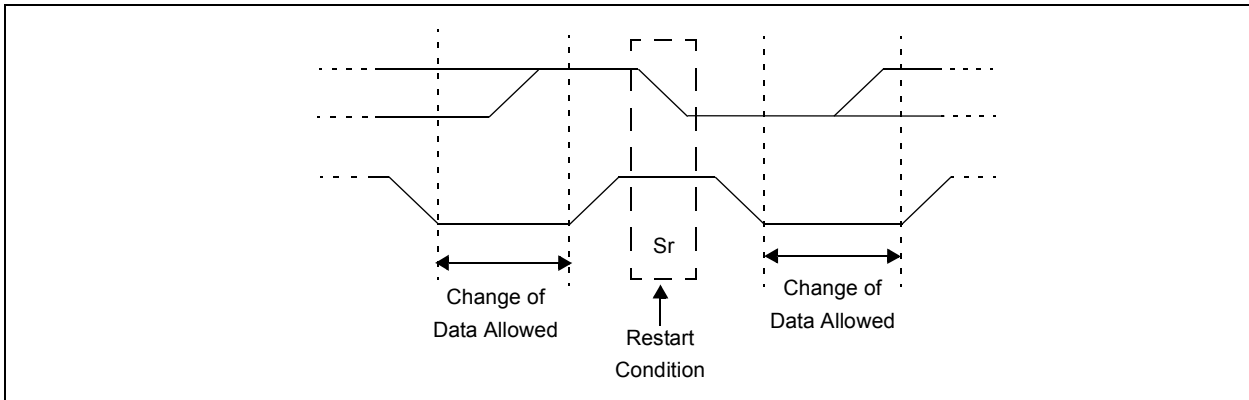 Sr
Change of
Data Allowed
Restart
Condition
Change of
Data Allowed